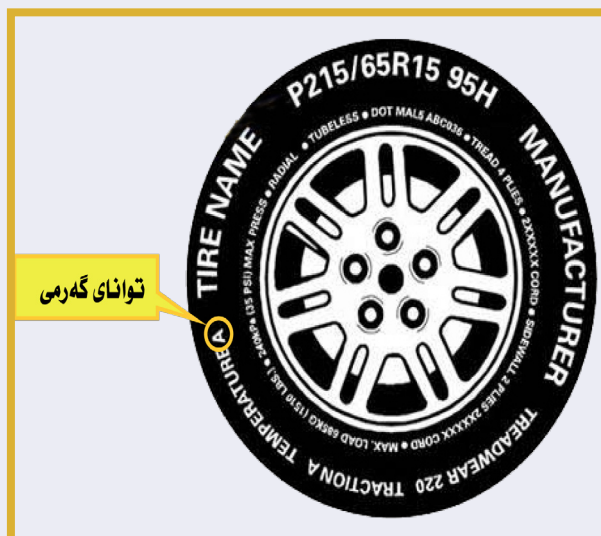 P215/65R15 95H
MANUFACTURER
TREADWEAR 220 TRACTION A TEMPERATURE A
TIRE NAME
RADIAL • TUBELESS • DOT MAL5 ABC036 • TREAD 4 PLIES • 2XXXXX CORD • SIDEWALL 2 PLIES 2XXXXX CORD • MAX. LOAD 685KG (1510 LBS.) • 240KPa (35 PSI) MAX PRESS •
توانای گەرمی